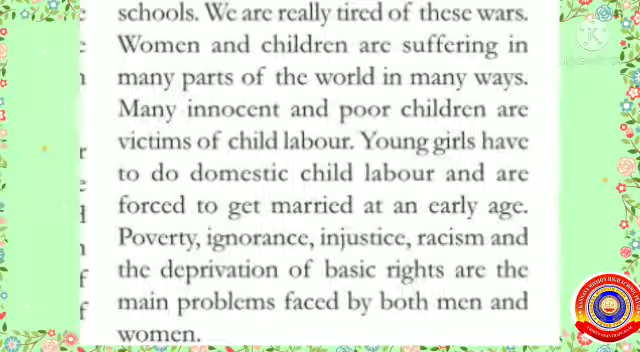 schools. We are really tired of these wars.
Women and children are suffering in
many parts of the world in many ways.
Many innocent and poor children are
victims of child labour. Young girls have
to do domestic child labour and are
forced to get married at an early age.
Poverty, ignorance, injustice, racism and
the deprivation of basic rights are the
main problems faced by both men and
women.